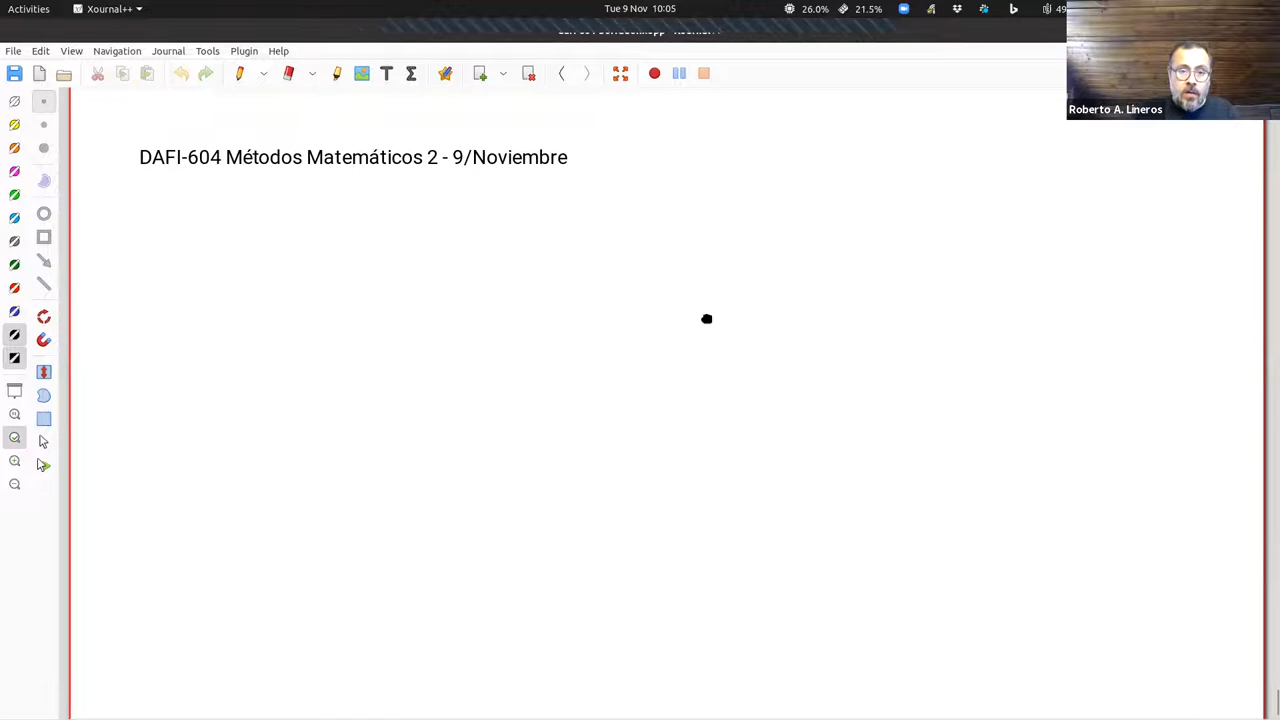 Activities Xournal++ Tue 9 Nov 10:05 26.0% 21.5%
File Edit View Navigation Journal Tools Plugin Help
Roberto A. Lineros
DAFI-604 Métodos Matemáticos 2 - 9/Noviembre